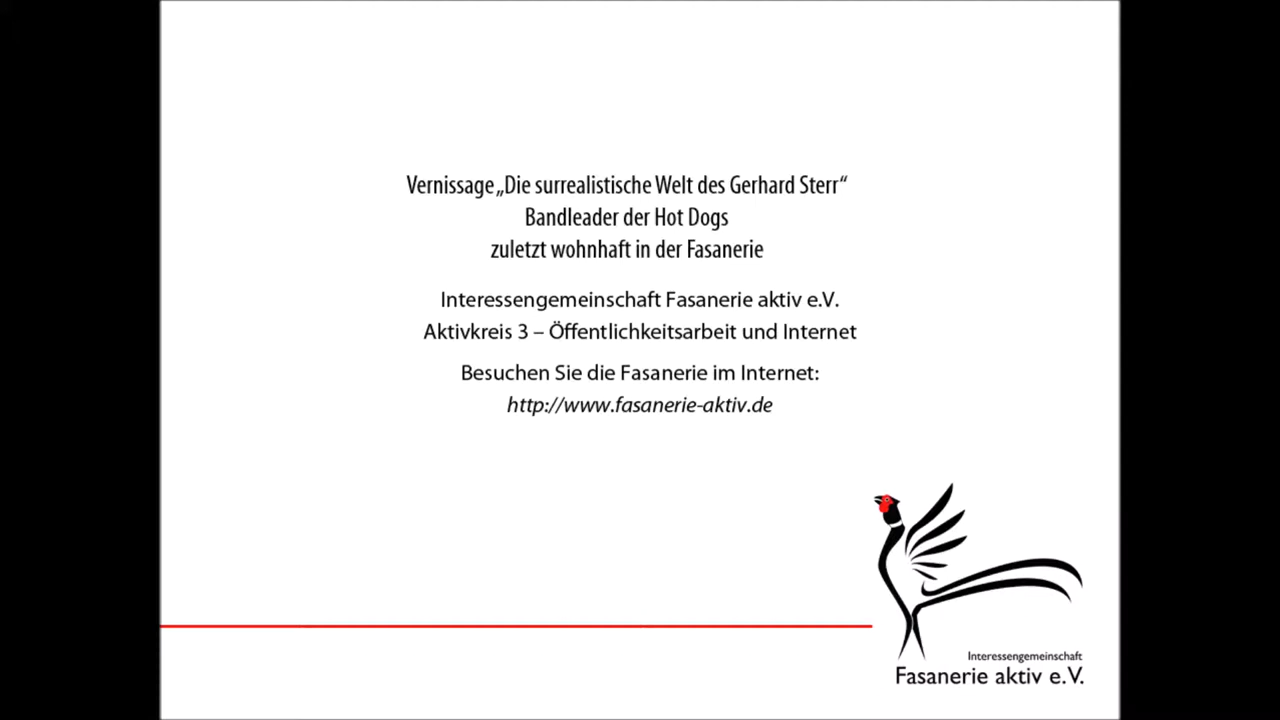 Vernissage „Die surrealistische Welt des Gerhard Sterr“
Bandleader der Hot Dogs
zuletzt wohnhaft in der Fasanerie
Interessengemeinschaft Fasanerie aktiv e.V.
Aktivkreis 3 – Öffentlichkeitsarbeit und Internet
Besuchen Sie die Fasanerie im Internet:
http://www.fasanerie-aktiv.de
Interessengemeinschaft
Fasanerie aktiv e.V.